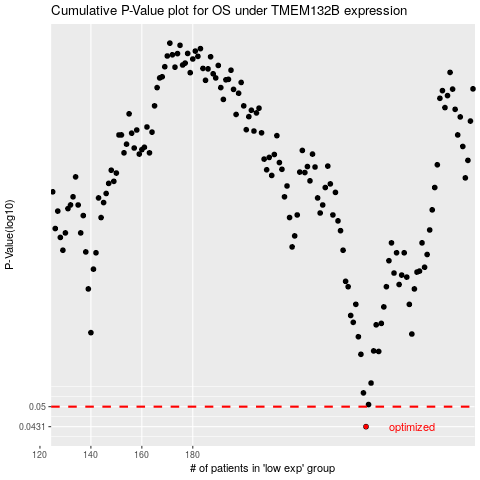 Cumulative P-Value plot for OS under TMEM132B expression
P-Value(log10)
0.05
0.0431
optimized
120 140 160 180
# of patients in 'low exp' group